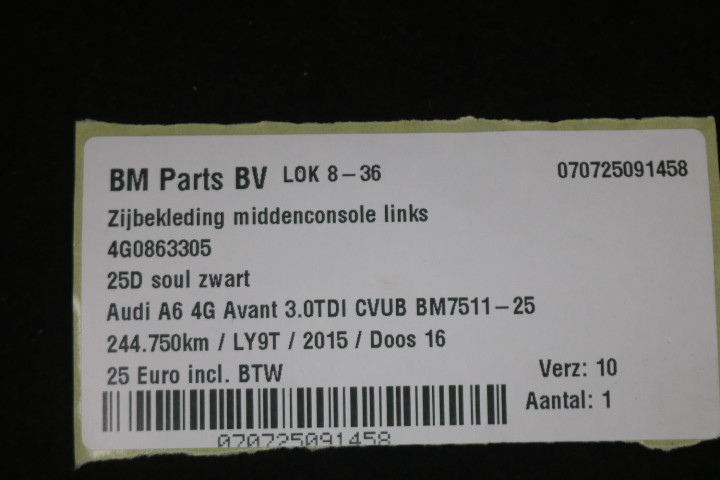 BM Parts BV LOK 8-36 070725091458
Zijbekleding middenconsole links
4G0863305
25D soul zwart
Audi A6 4G Avant 3.0TDI CVUB BM7511-25
244.750km / LY9T / 2015 / Doos 16
25 Euro incl. BTW Verz: 10
Aantal: 1
070725091458